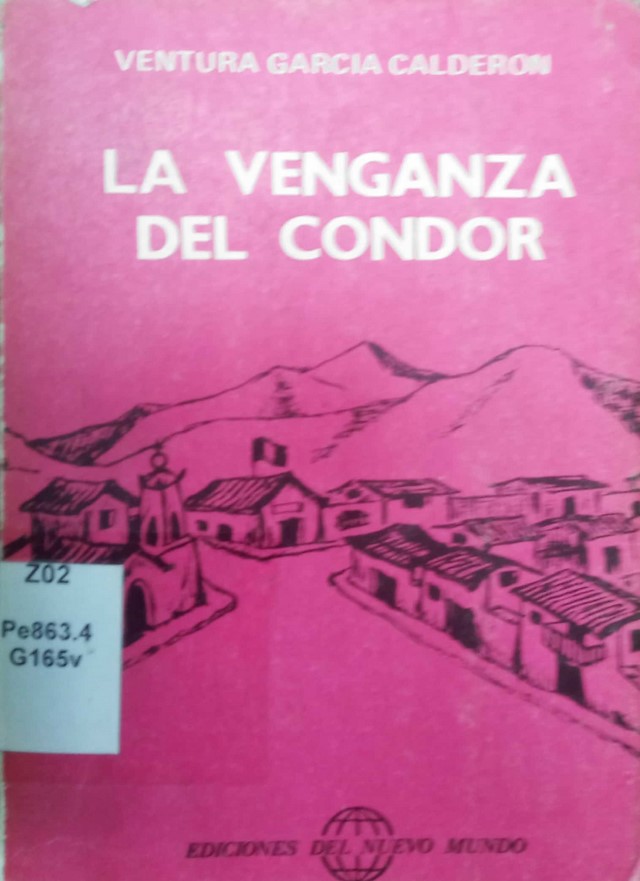 VENTURA GARCIA CALDERON
LA VENGANZA
DEL CONDOR
Z02
Pe863.4
G165v
EDICIONES DEL NUEVO MUNDO